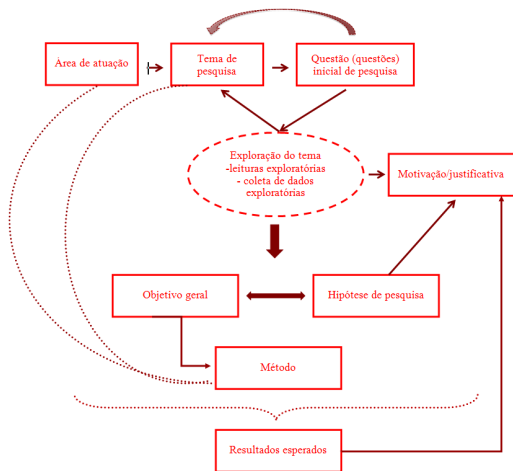 Área de atuação
Tema de
pesquisa
Questão (questões)
inicial de pesquisa
Exploração do tema
-leituras exploratórias
- coleta de dados
exploratórias
Motivação/justificativa
Objetivo geral
Hipótese de pesquisa
Método
Resultados esperados